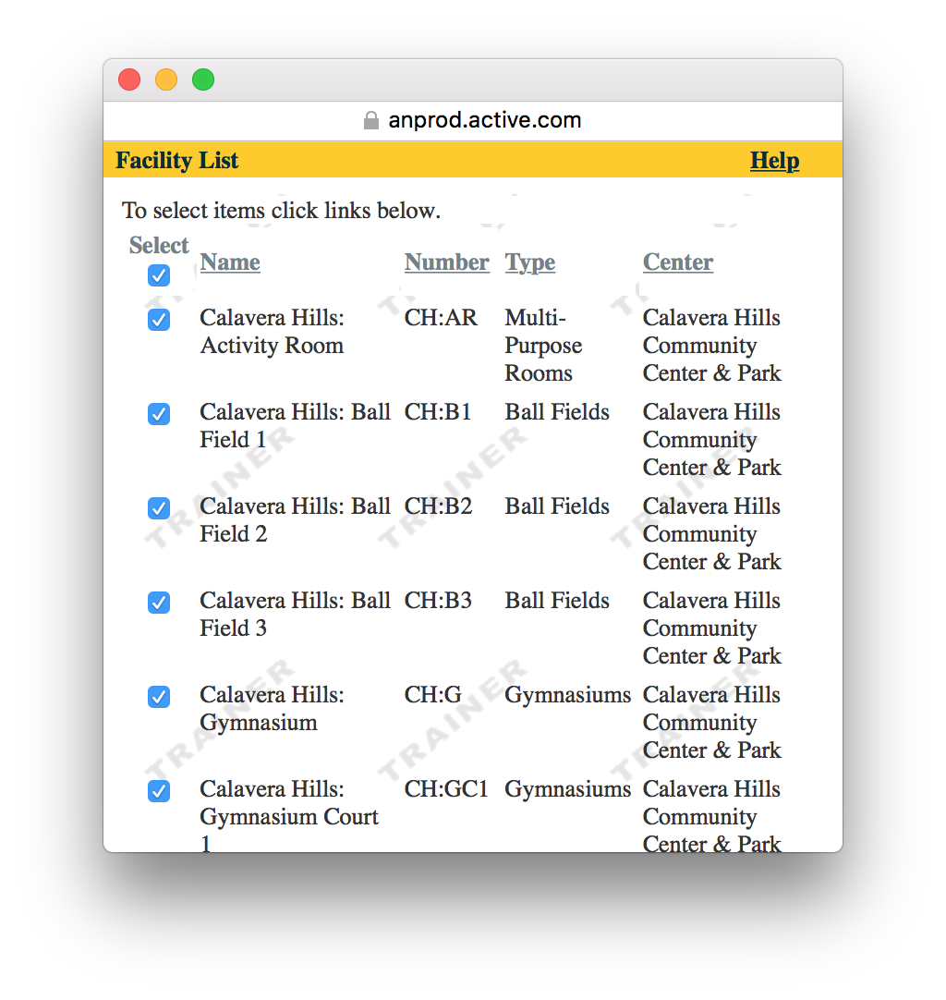 anprod.active.com
Facility List Help
To select items click links below.
Select
Name Number Type Center
Calavera Hills: CH:AR Multi- Calavera Hills
Activity Room Purpose Community
Rooms Center & Park
Calavera Hills: Ball CH:B1 Ball Fields Calavera Hills
Field 1 Community
Center & Park
Calavera Hills: Ball CH:B2 Ball Fields Calavera Hills
Field 2 Community
Center & Park
Calavera Hills: Ball CH:B3 Ball Fields Calavera Hills
Field 3 Community
Center & Park
Calavera Hills: CH:G Gymnasiums Calavera Hills
Gymnasium Community
Center & Park
Calavera Hills: CH:GC1 Gymnasiums Calavera Hills
Gymnasium Court Community
1 Center & Park
TRAINER TRAINER TRAINER
TRAINER TRAINER TRAINER